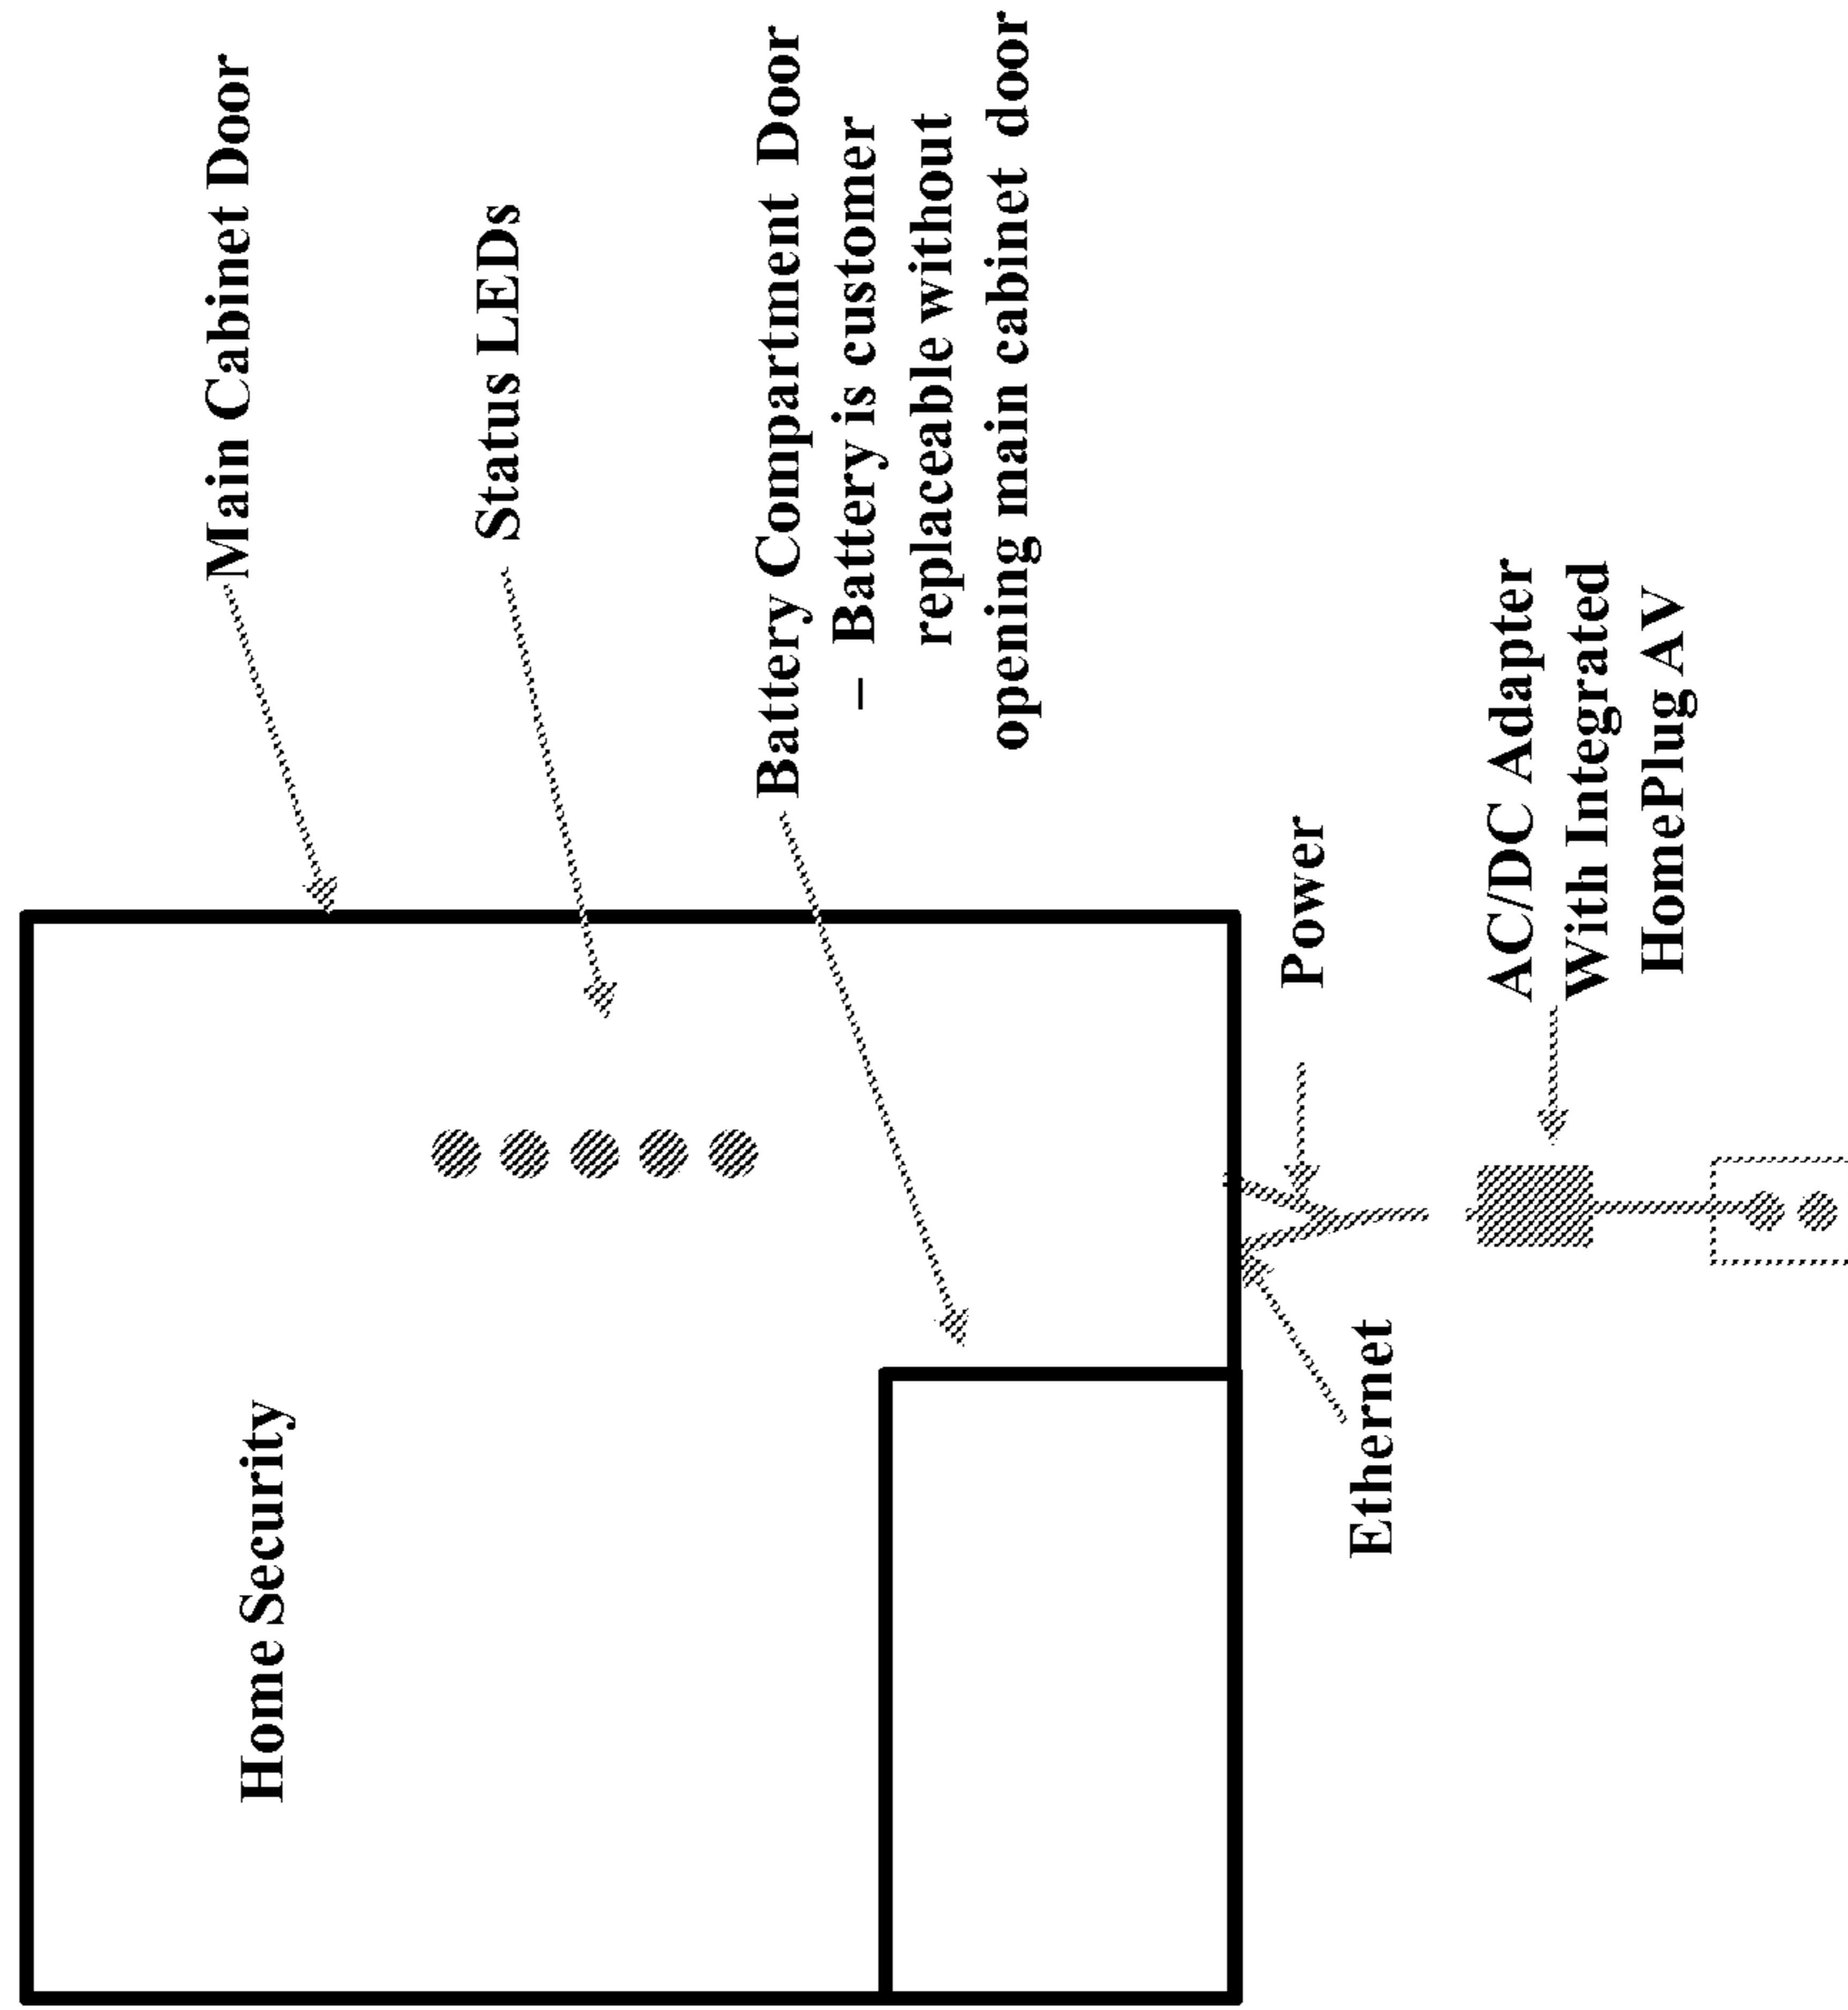 Main Cabinet Door
Home Security
Status LEDs
Battery Compartment Door
– Battery is customer
replaceable without
opening main cabinet door
Power
Ethernet
AC/DC Adapter
With Integrated
HomePlug AV